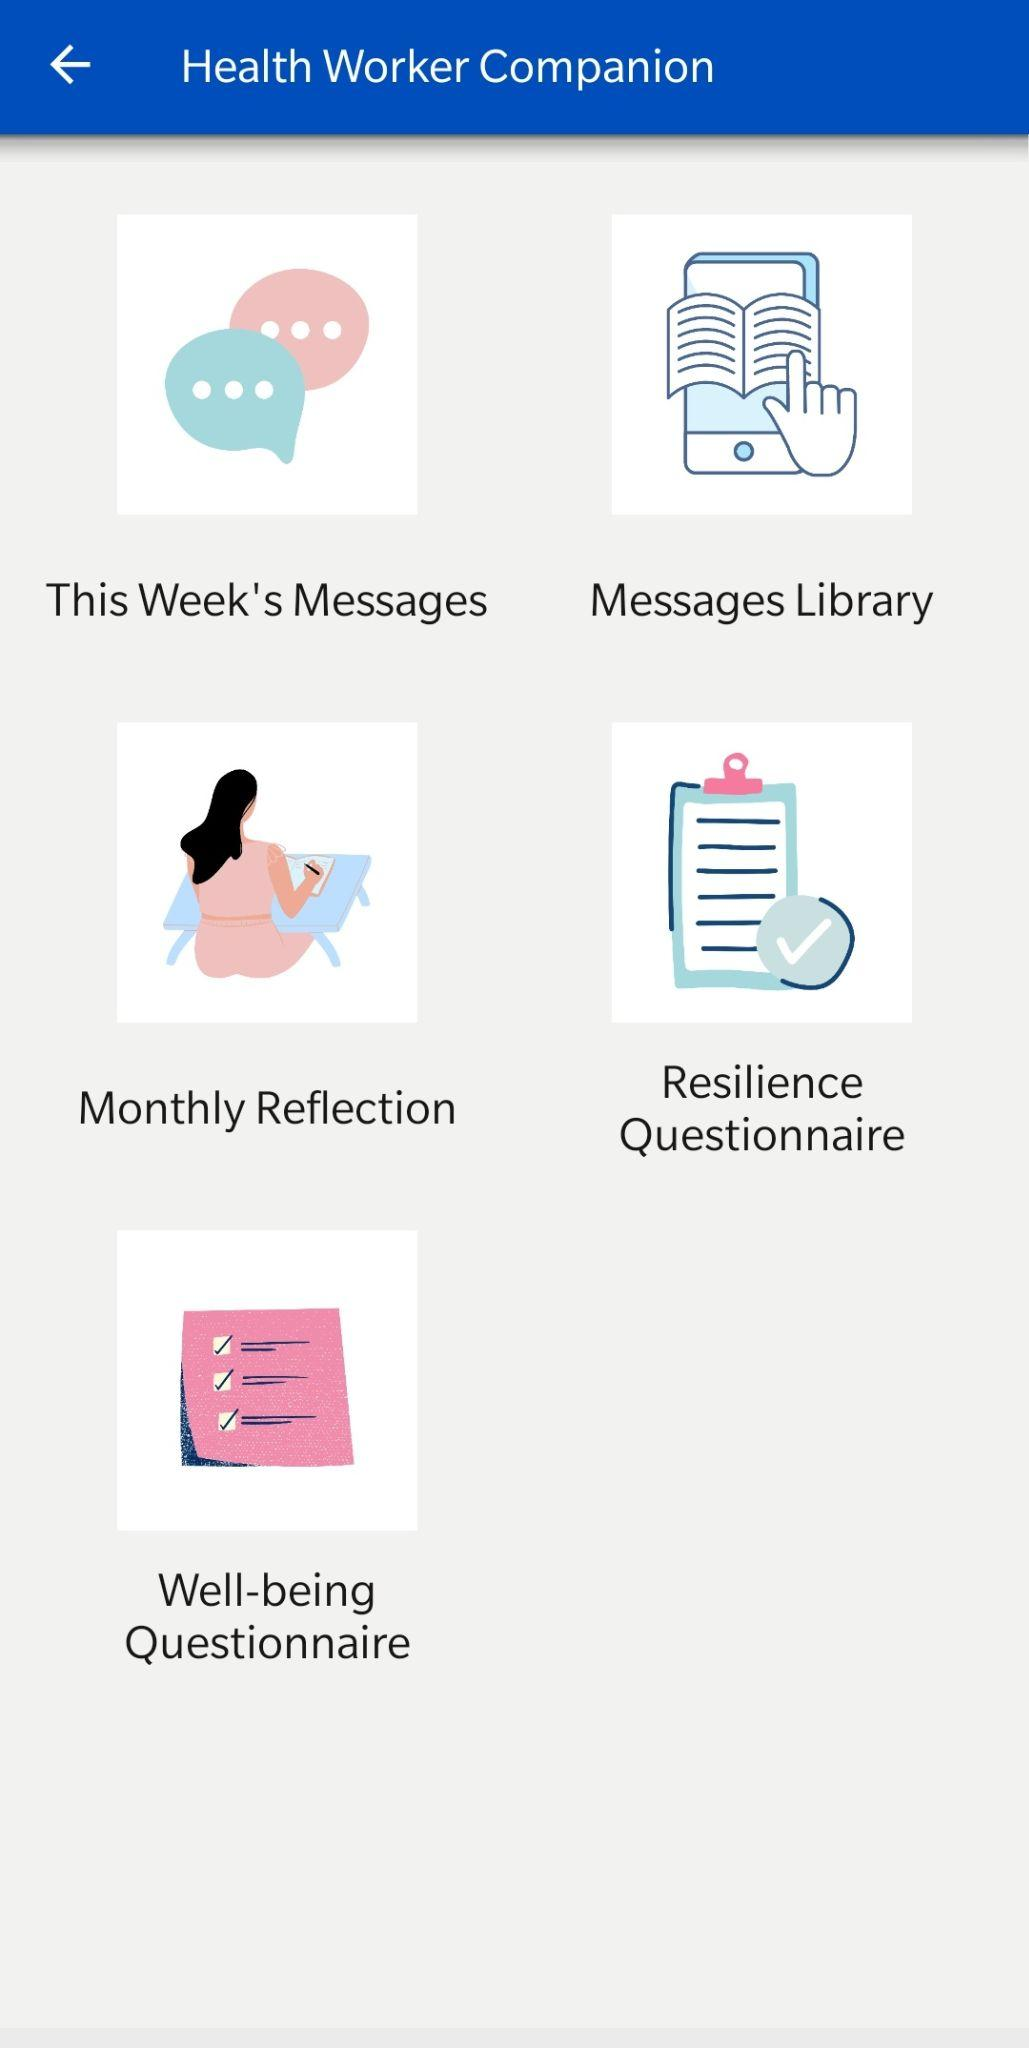 Health Worker Companion
This Week's Messages
Messages Library
Monthly Reflection
Resilience
Questionnaire
Well-being
Questionnaire